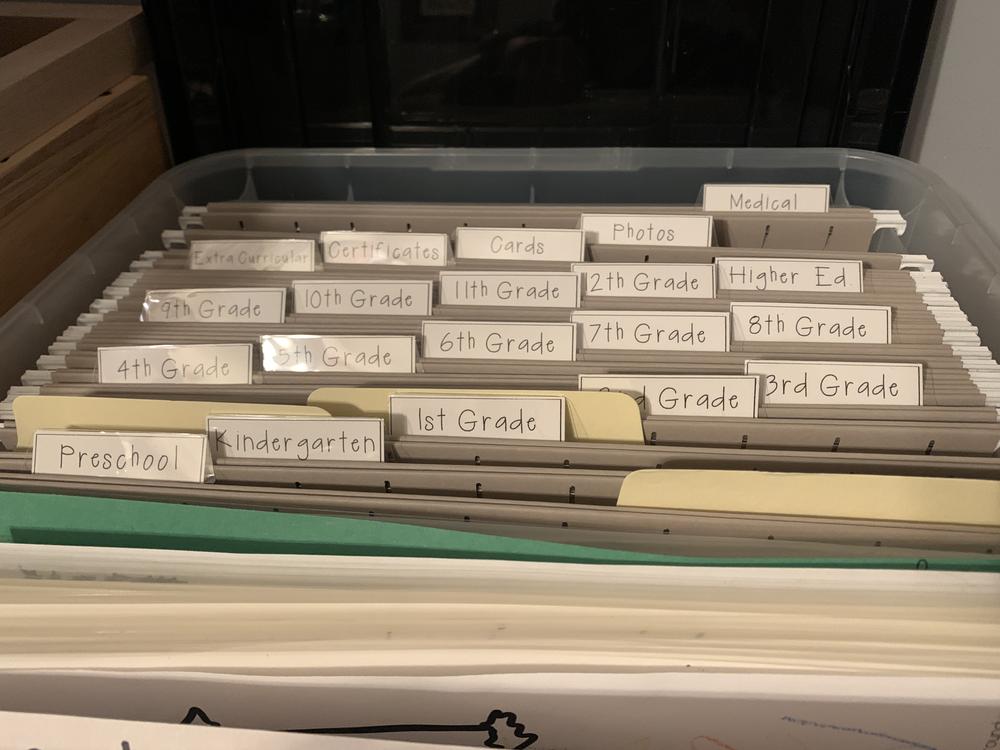 Medical
Photos
Cards
Certificates
Extra Curricular
Higher Ed.
12th Grade
11th Grade
10th Grade
9th Grade
8th Grade
7th Grade
6th Grade
5th Grade
4th Grade
3rd Grade
Grade
1st Grade
Kindergarten
Preschool